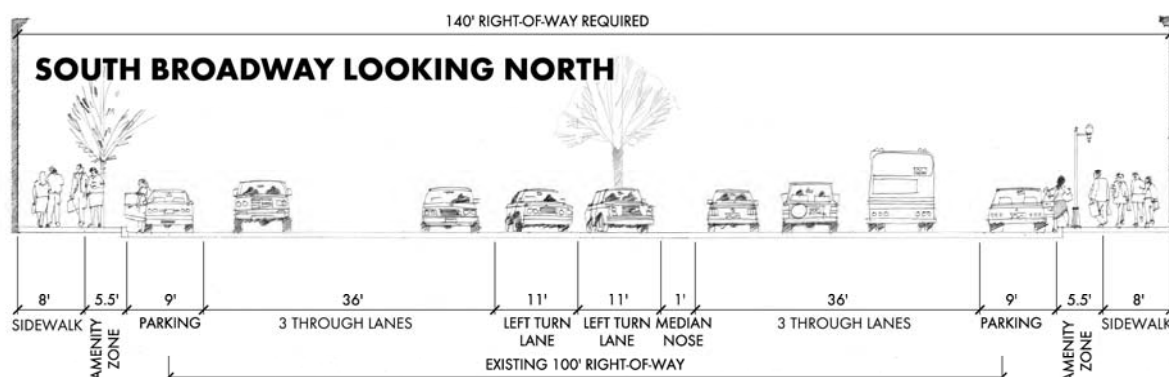 140' RIGHT-OF-WAY REQUIRED
SOUTH BROADWAY LOOKING NORTH
8' 5.5' 9' 36' 11' 11' 1' 36' 9' 5.5' 8'
SIDEWALK
AMENITY
ZONE
PARKING
3 THROUGH LANES
LEFT TURN
LANE
LEFT TURN
LANE
MEDIAN
NOSE
3 THROUGH LANES
PARKING
AMENITY
ZONE
SIDEWALK
EXISTING 100' RIGHT-OF-WAY